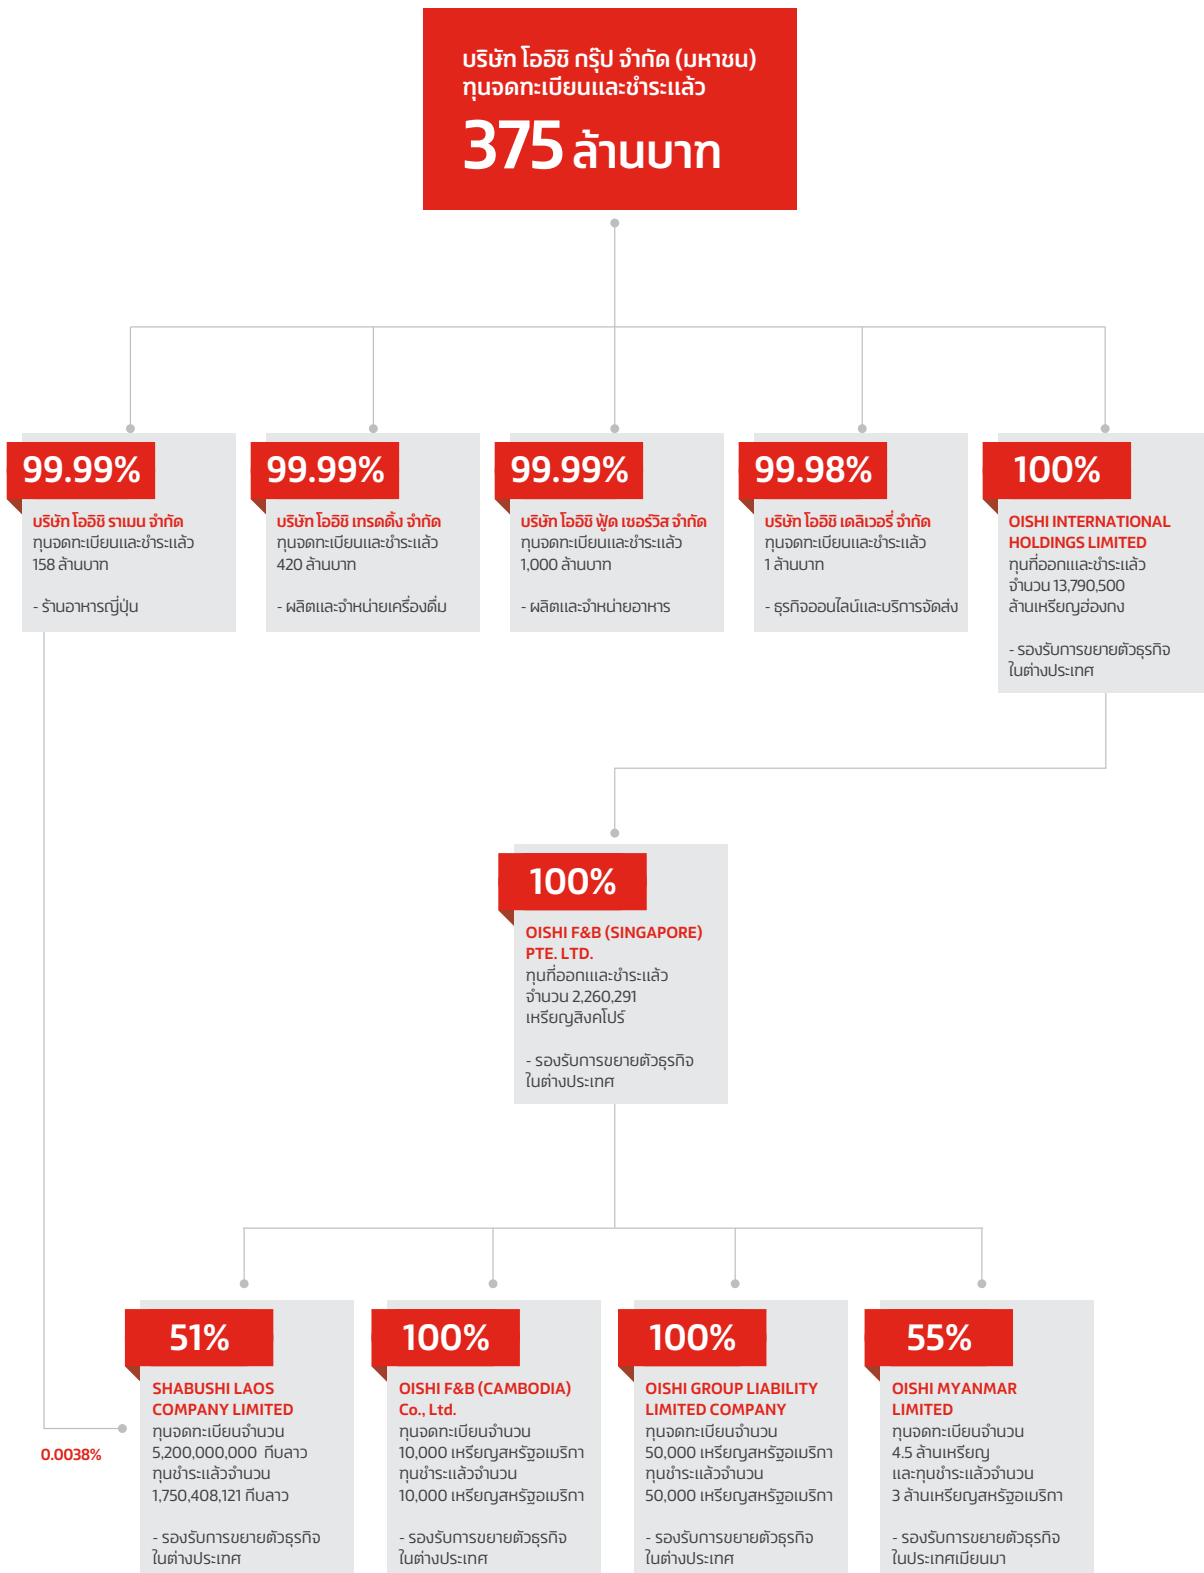 บริษัท โออิชิ กรุ๊ป จำกัด (มหาชน)
ทุนจดทะเบียนและชำระแล้ว
375 ล้านบาท
99.99%
บริษัท โออิชิ ราเมน จำกัด
ทุนจดทะเบียนและชำระแล้ว
158 ล้านบาท
- ร้านอาหารญี่ปุ่น
99.99%
บริษัท โออิชิ เทรดดิ้ง จำกัด
ทุนจดทะเบียนและชำระแล้ว
420 ล้านบาท
- ผลิตและจำหน่ายเครื่องดื่ม
99.99%
บริษัท โออิชิ ฟู้ด เซอร์วิส จำกัด
ทุนจดทะเบียนและชำระแล้ว
1,000 ล้านบาท
- ผลิตและจำหน่ายอาหาร
99.98%
บริษัท โออิชิ เดลิเวอรี่ จำกัด
ทุนจดทะเบียนและชำระแล้ว
1 ล้านบาท
- ธุรกิจออนไลน์และบริการจัดส่ง
100%
OISHI INTERNATIONAL
HOLDINGS LIMITED
ทุนที่ออกและชำระแล้ว
จำนวน 13,790,500
ล้านเหรียญฮ่องกง
- รองรับการขยายตัวธุรกิจ
ในต่างประเทศ
100%
OISHI F&B (SINGAPORE)
PTE. LTD.
ทุนที่ออกและชำระแล้ว
จำนวน 2,260,291
เหรียญสิงคโปร์
- รองรับการขยายตัวธุรกิจ
ในต่างประเทศ
0.0038%
51%
SHABUSHI LAOS
COMPANY LIMITED
ทุนจดทะเบียนจำนวน
5,200,000,000 กีบลาว
ทุนชำระแล้วจำนวน
1,750,408,121 กีบลาว
- รองรับการขยายตัวธุรกิจ
ในต่างประเทศ
100%
OISHI F&B (CAMBODIA)
Co., Ltd.
ทุนจดทะเบียนจำนวน
10,000 เหรียญสหรัฐอเมริกา
ทุนชำระแล้วจำนวน
10,000 เหรียญสหรัฐอเมริกา
- รองรับการขยายตัวธุรกิจ
ในต่างประเทศ
100%
OISHI GROUP LIABILITY
LIMITED COMPANY
ทุนจดทะเบียนจำนวน
50,000 เหรียญสหรัฐอเมริกา
ทุนชำระแล้วจำนวน
50,000 เหรียญสหรัฐอเมริกา
- รองรับการขยายตัวธุรกิจ
ในต่างประเทศ
55%
OISHI MYANMAR
LIMITED
ทุนจดทะเบียนจำนวน
4.5 ล้านเหรียญ
และทุนชำระแล้วจำนวน
3 ล้านเหรียญสหรัฐอเมริกา
- รองรับการขยายตัวธุรกิจ
ในประเทศเมียนมา